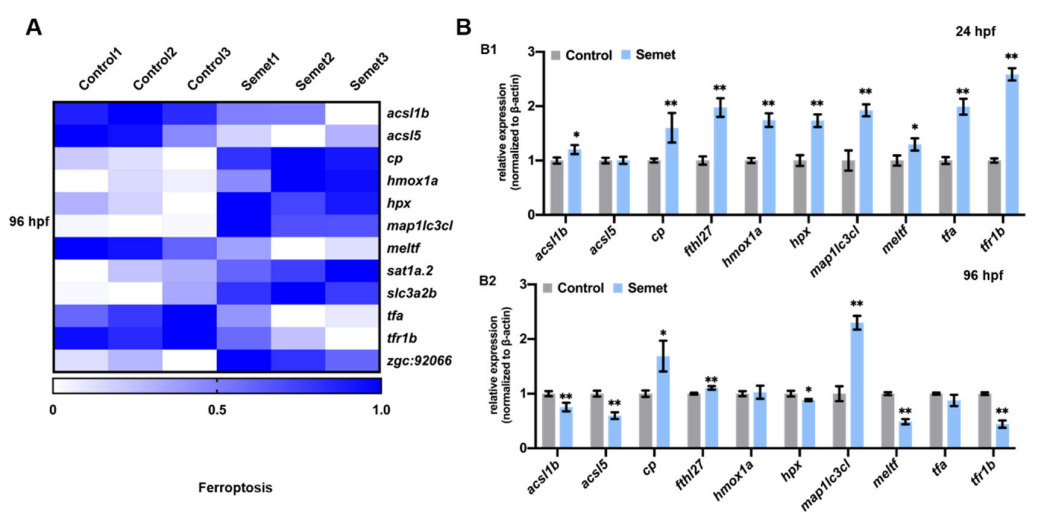 A
Control1
Control2
Control3
Semet1
Semet2
Semet3
96 hpf
acsl1b
acsl5
cp
hmox1a
hpx
map1lc3cl
meltf
sat1a.2
slc3a2b
tfa
tfr1b
zgc:92066
0
0.5
1.0
Ferroptosis
B
B1
24 hpf
Control
Semet
relative expression
(normalized to β-actin)
3
2
1
0
*
**
**
**
**
**
*
**
**
acsl1b
acsl5
cp
fthl27
hmox1a
hpx
map1lc3cl
meltf
tfa
tfr1b
B2
96 hpf
Control
Semet
relative expression
(normalized to β-actin)
3
2
1
0
**
**
*
**
*
**
**
**
acsl1b
acsl5
cp
fthl27
hmox1a
hpx
map1lc3cl
meltf
tfa
tfr1b